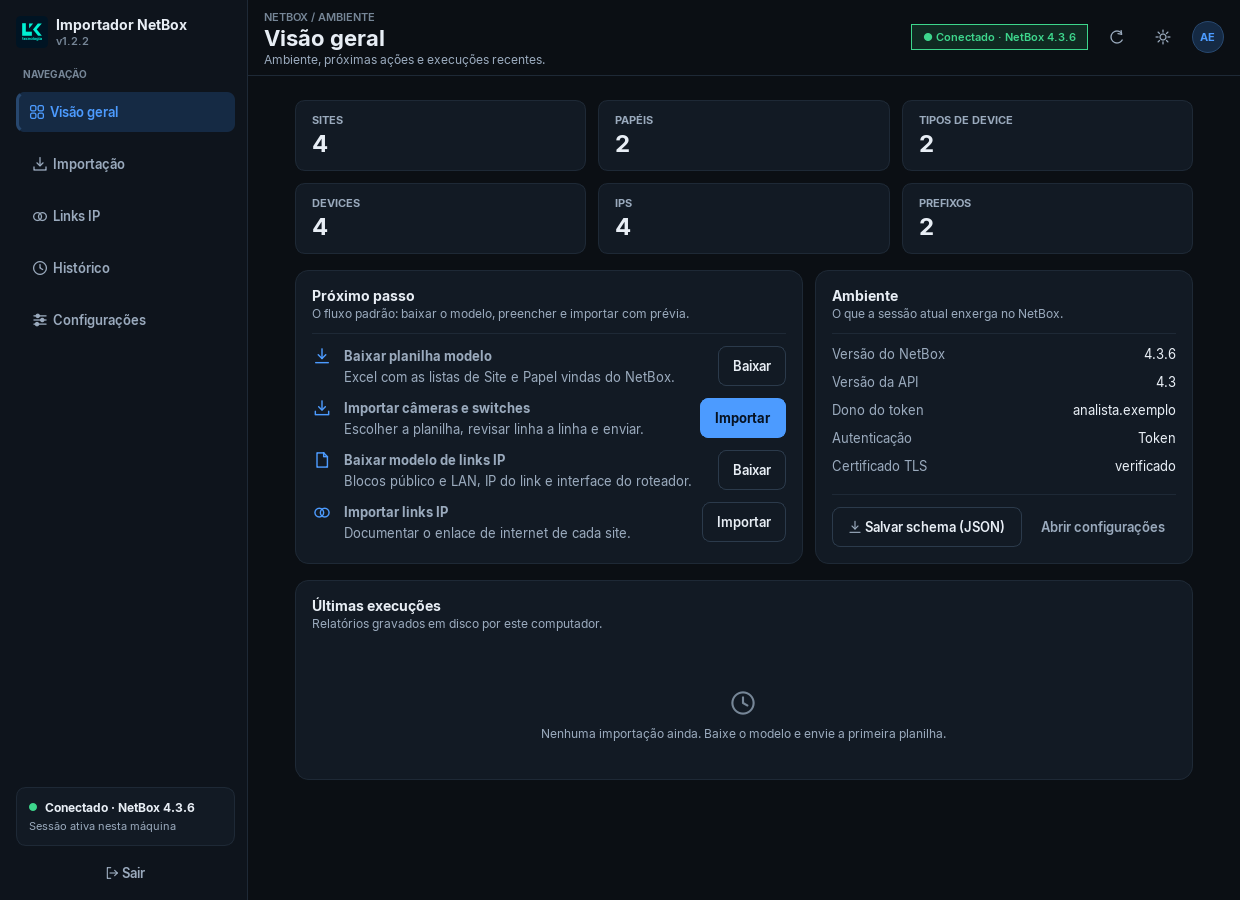 Importador NetBox
v1.2.2
NAVEGAÇÃO
Visão geral
Importação
Links IP
Histórico
Configurações
Conectado · NetBox 4.3.6
Sessão ativa nesta máquina
Sair
NETBOX / AMBIENTE
Visão geral
Ambiente, próximas ações e execuções recentes.
Conectado · NetBox 4.3.6
AE
SITES
4
PAPÉIS
2
TIPOS DE DEVICE
2
DEVICES
4
IPS
4
PREFIXOS
2
Próximo passo
O fluxo padrão: baixar o modelo, preencher e importar com prévia.
Baixar planilha modelo
Excel com as listas de Site e Papel vindas do NetBox.
Baixar
Importar câmeras e switches
Escolher a planilha, revisar linha a linha e enviar.
Importar
Baixar modelo de links IP
Blocos público e LAN, IP do link e interface do roteador.
Baixar
Importar links IP
Documentar o enlace de internet de cada site.
Importar
Ambiente
O que a sessão atual enxerga no NetBox.
Versão do NetBox 4.3.6
Versão da API 4.3
Dono do token analista.exemplo
Autenticação Token
Certificado TLS verificado
Salvar schema (JSON) Abrir configurações
Últimas execuções
Relatórios gravados em disco por este computador.
Nenhuma importação ainda. Baixe o modelo e envie a primeira planilha.